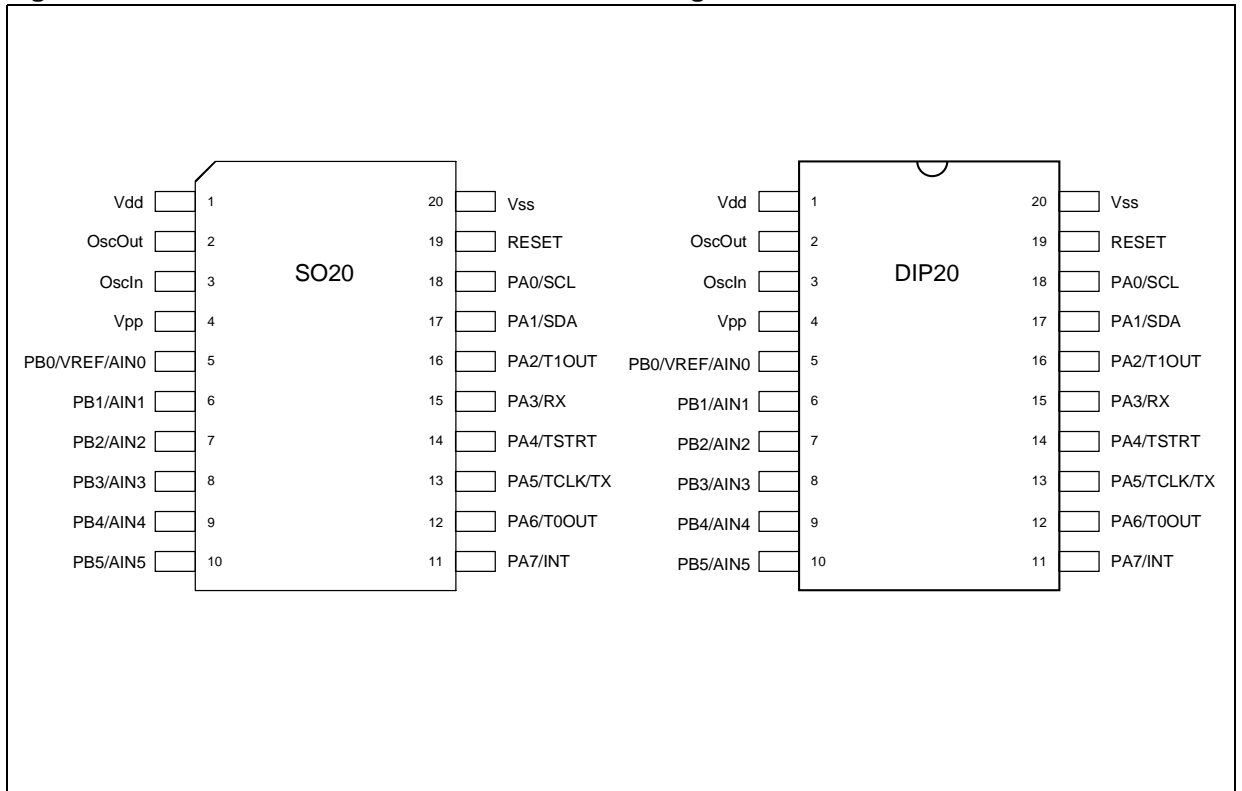 SO20
Vdd 1 20 Vss
OscOut 2 19 RESET
OscIn 3 18 PA0/SCL
Vpp 4 17 PA1/SDA
PB0/VREF/AIN0 5 16 PA2/T1OUT
PB1/AIN1 6 15 PA3/RX
PB2/AIN2 7 14 PA4/TSTRT
PB3/AIN3 8 13 PA5/TCLK/TX
PB4/AIN4 9 12 PA6/T0OUT
PB5/AIN5 10 11 PA7/INT
DIP20
Vdd 1 20 Vss
OscOut 2 19 RESET
OscIn 3 18 PA0/SCL
Vpp 4 17 PA1/SDA
PB0/VREF/AIN0 5 16 PA2/T1OUT
PB1/AIN1 6 15 PA3/RX
PB2/AIN2 7 14 PA4/TSTRT
PB3/AIN3 8 13 PA5/TCLK/TX
PB4/AIN4 9 12 PA6/T0OUT
PB5/AIN5 10 11 PA7/INT